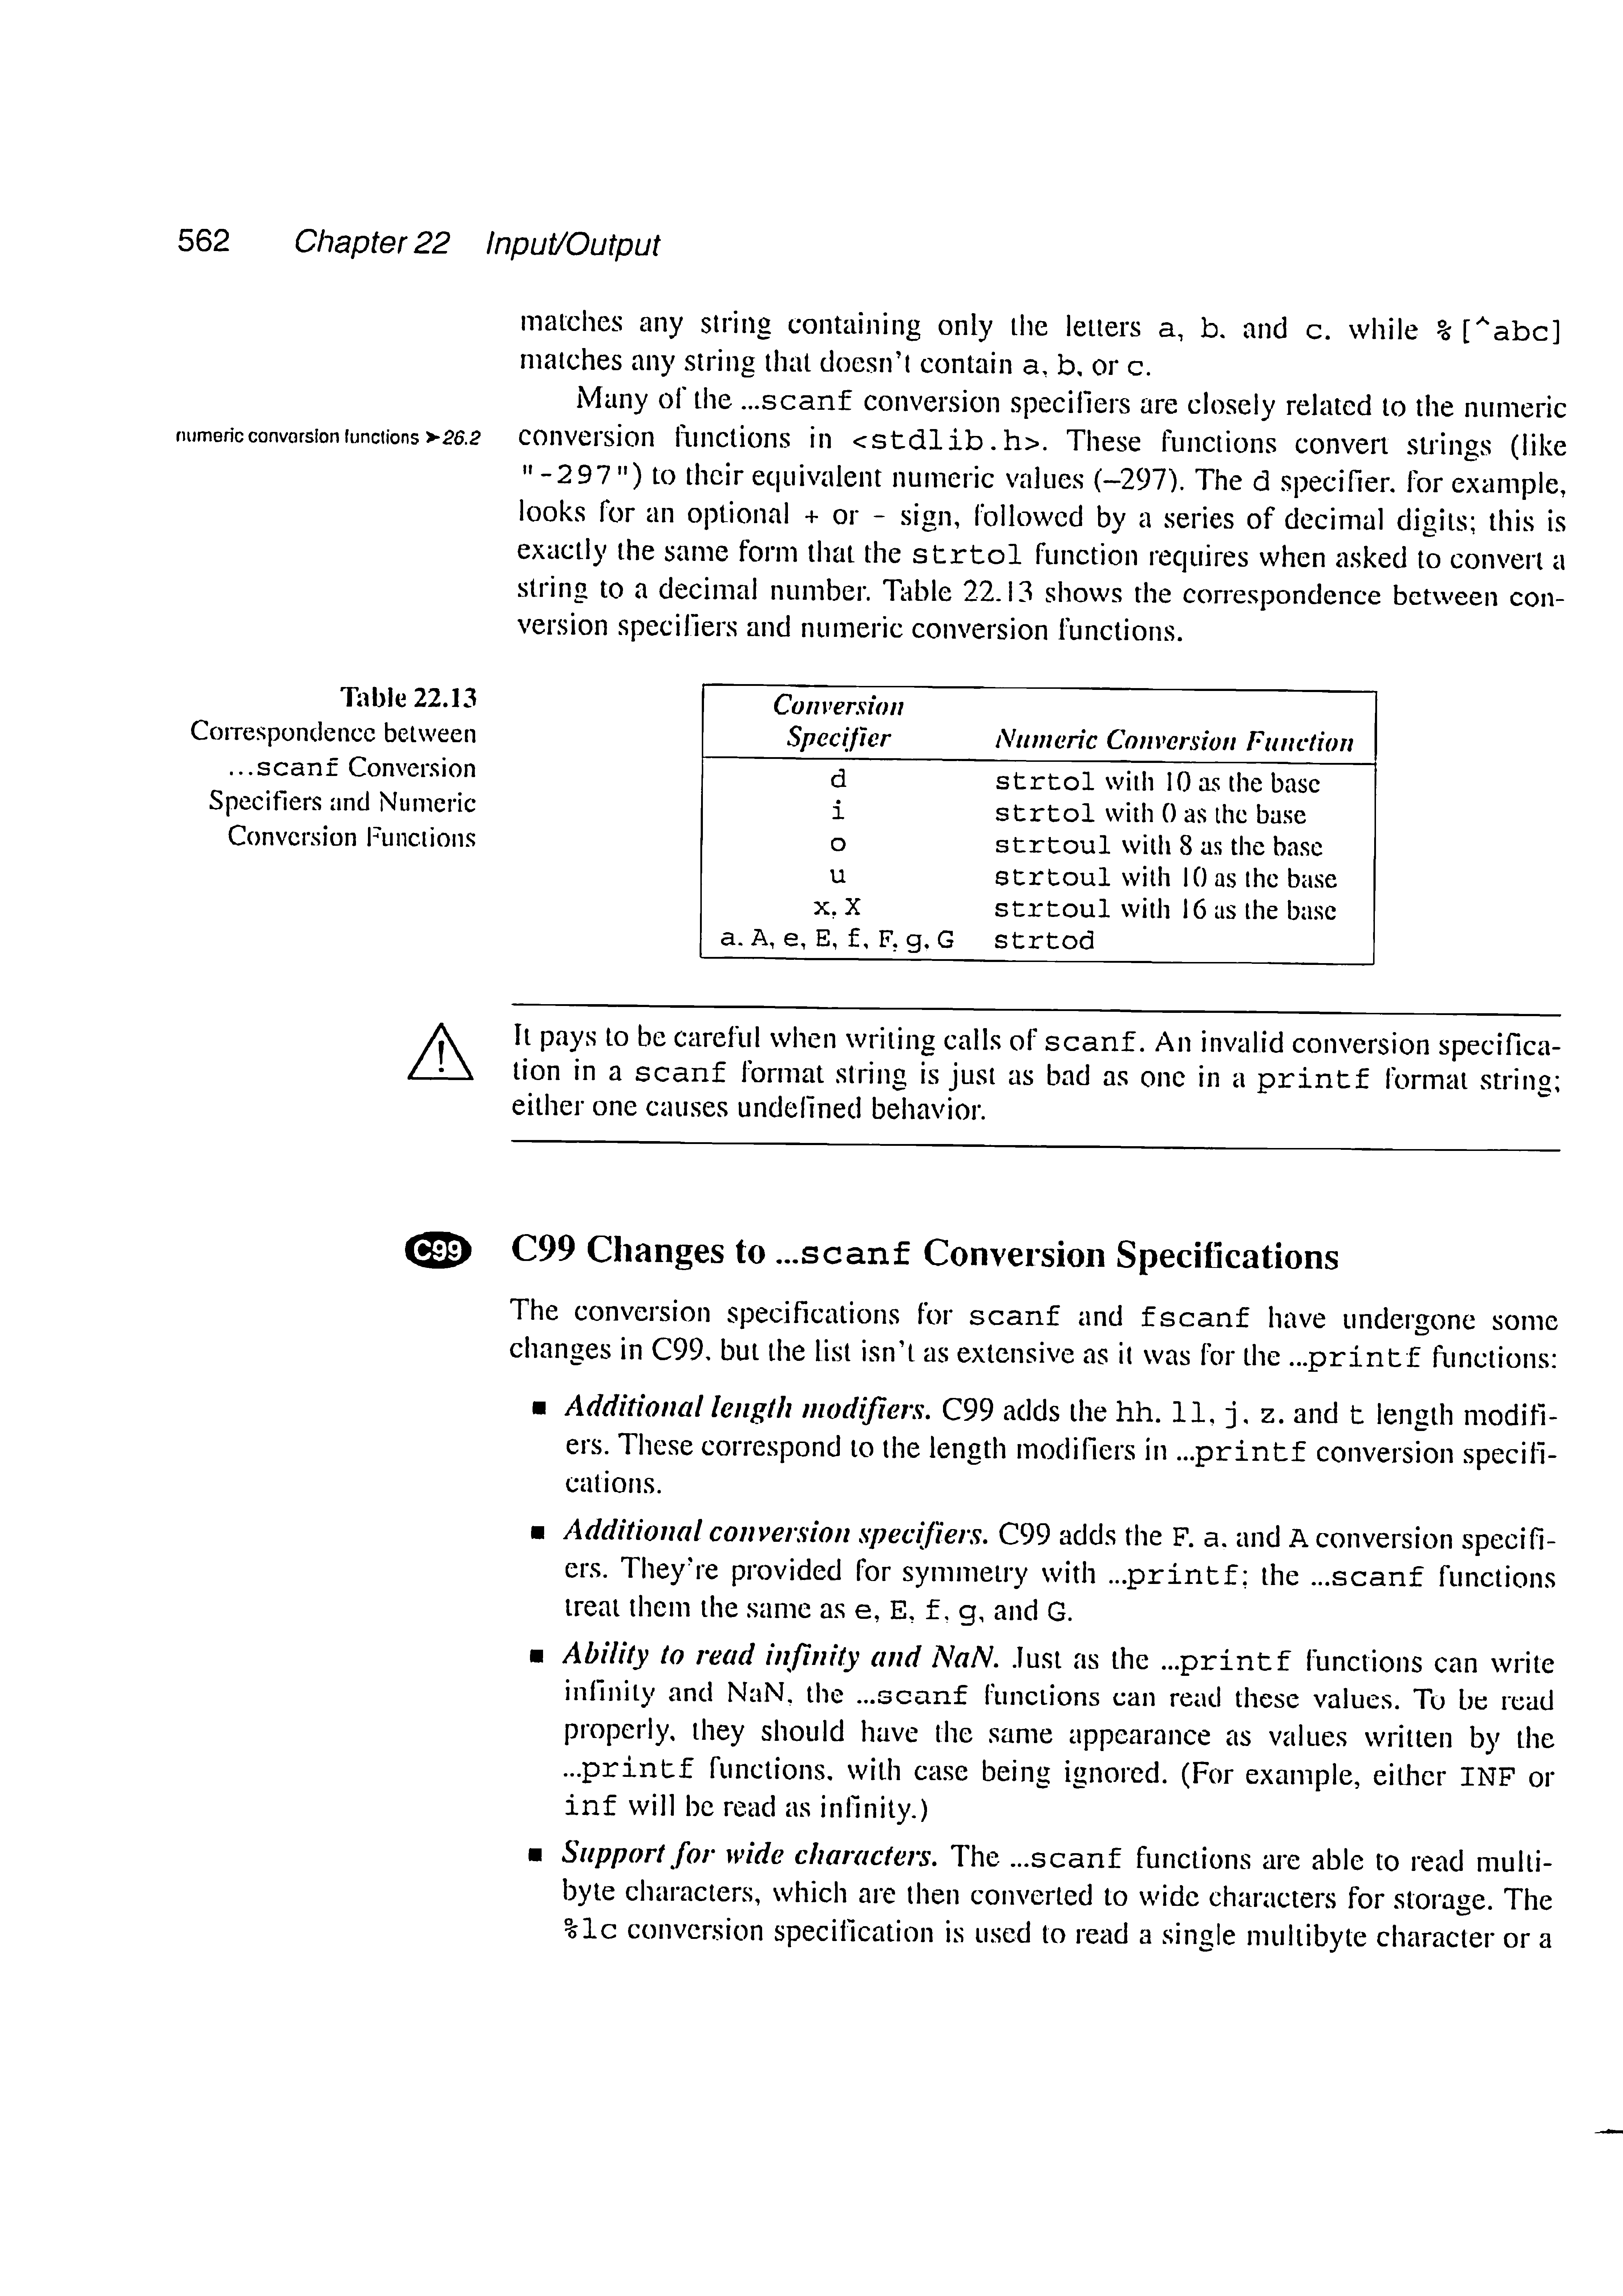 562 Chapter 22 Input/Output
matches any string containing only the letters a, b, and c, while %[^abc]
matches any string that doesn't contain a, b, or c.
Many of the …scanf conversion specifiers are closely related to the numeric
numeric conversion functions ➤26.2
conversion functions in <stdlib.h>. These functions convert strings (like
"-297") to their equivalent numeric values (–297). The d specifier, for example,
looks for an optional + or - sign, followed by a series of decimal digits; this is
exactly the same form that the strtol function requires when asked to convert a
string to a decimal number. Table 22.13 shows the correspondence between con-
version specifiers and numeric conversion functions.
Table 22.13
Correspondence between
…scanf Conversion
Specifiers and Numeric
Conversion Functions
Conversion
Specifier Numeric Conversion Function
d strtol with 10 as the base
i strtol with 0 as the base
o strtoul with 8 as the base
u strtoul with 10 as the base
x, X strtoul with 16 as the base
a, A, e, E, f, F, g, G strtod
It pays to be careful when writing calls of scanf. An invalid conversion specifica-
tion in a scanf format string is just as bad as one in a printf format string;
either one causes undefined behavior.
C99 C99 Changes to …scanf Conversion Specifications
The conversion specifications for scanf and fscanf have undergone some
changes in C99, but the list isn't as extensive as it was for the …printf functions:
■ Additional length modifiers. C99 adds the hh, ll, j, z, and t length modifi-
ers. These correspond to the length modifiers in …printf conversion specifi-
cations.
■ Additional conversion specifiers. C99 adds the F, a, and A conversion specifi-
ers. They're provided for symmetry with …printf; the …scanf functions
treat them the same as e, E, f, g, and G.
■ Ability to read infinity and NaN. Just as the …printf functions can write
infinity and NaN, the …scanf functions can read these values. To be read
properly, they should have the same appearance as values written by the
…printf functions, with case being ignored. (For example, either INF or
inf will be read as infinity.)
■ Support for wide characters. The …scanf functions are able to read multi-
byte characters, which are then converted to wide characters for storage. The
%lc conversion specification is used to read a single multibyte character or a